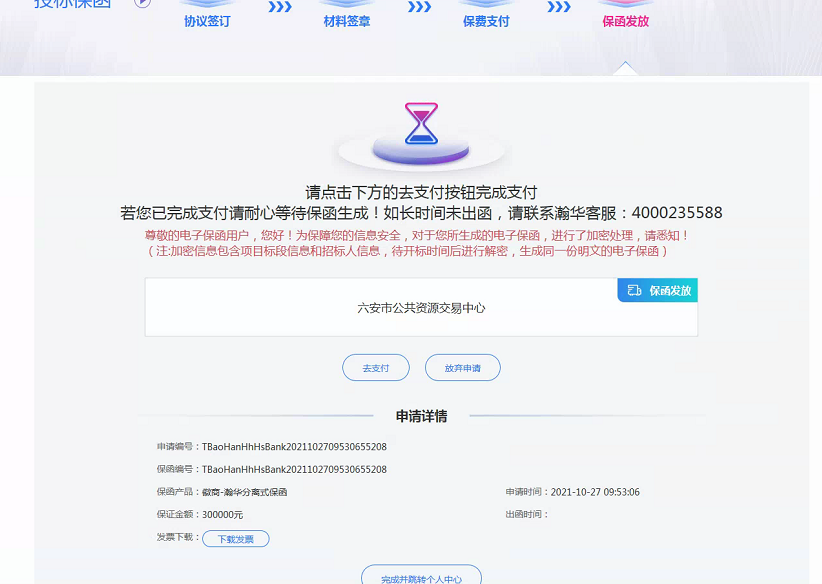 投标保函
协议签订 材料签章 保费支付 保函发放
请点击下方的去支付按钮完成支付
若您已完成支付请耐心等待保函生成！如长时间未出函，请联系瀚华客服：4000235588
尊敬的电子保函用户，您好！为保障您的信息安全，对于您所生成的电子保函，进行了加密处理，请悉知！
（注:加密信息包含项目标段信息和招标人信息，待开标时间后进行解密，生成同一份明文的电子保函）
保函发放
六安市公共资源交易中心
去支付 放弃申请
申请详情
申请编号：TBaoHanHhHsBank2021102709530655208
保函编号：TBaoHanHhHsBank2021102709530655208
保函产品：徽商-瀚华分离式保函 申请时间：2021-10-27 09:53:06
保证金额：300000元 出函时间：
发票下载： 下载发票
完成并跳转个人中心